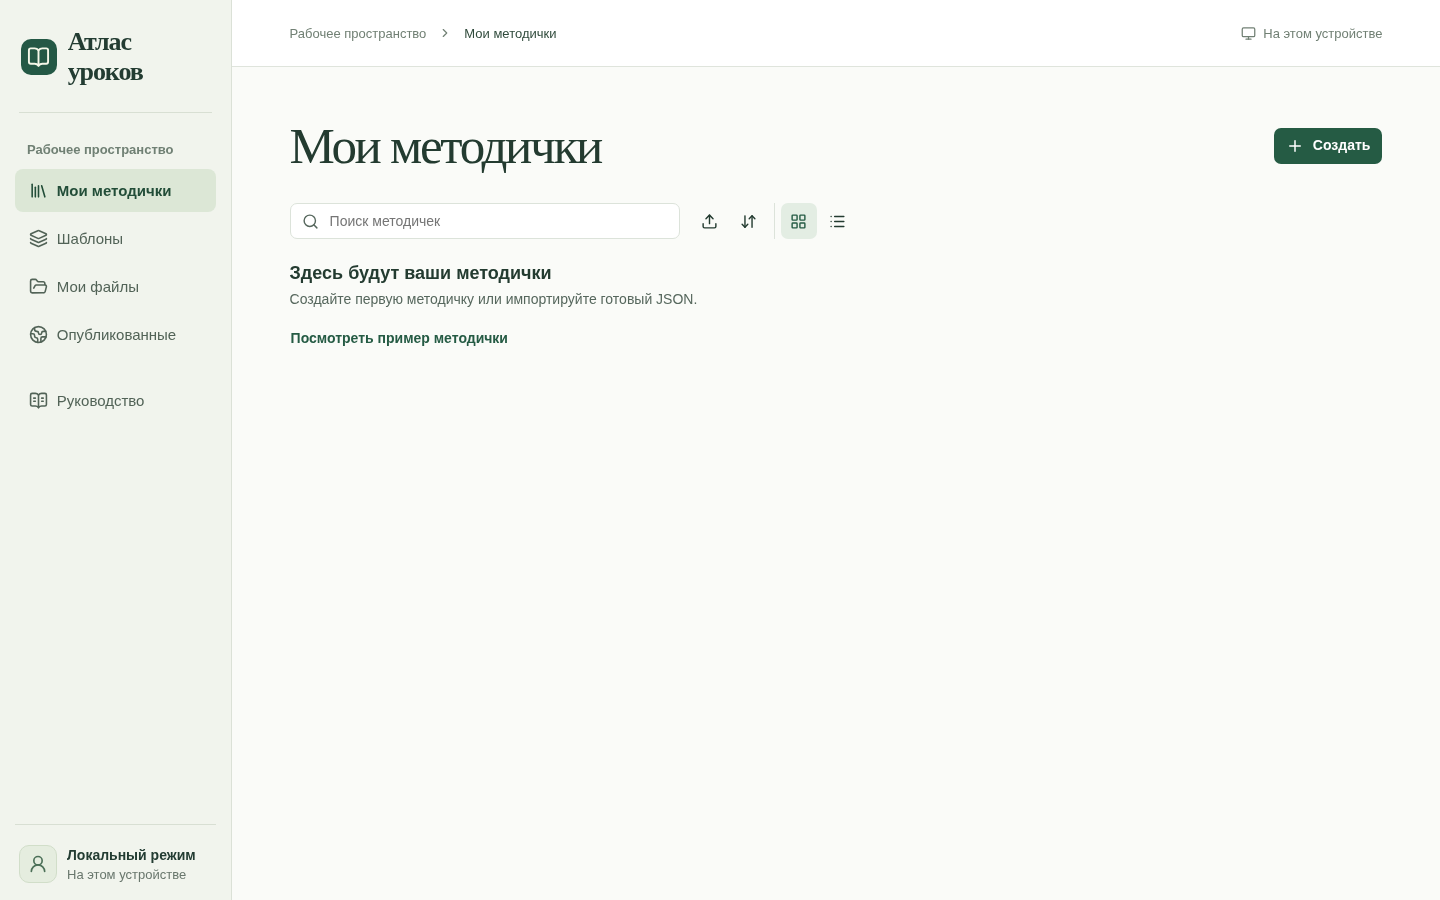 Атлас
уроков
Рабочее пространство
Мои методички
Шаблоны
Мои файлы
Опубликованные
Руководство
Локальный режим
На этом устройстве
Рабочее пространство
Мои методички
На этом устройстве
Мои методички
Создать
Поиск методичек
Здесь будут ваши методички
Создайте первую методичку или импортируйте готовый JSON.
Посмотреть пример методички